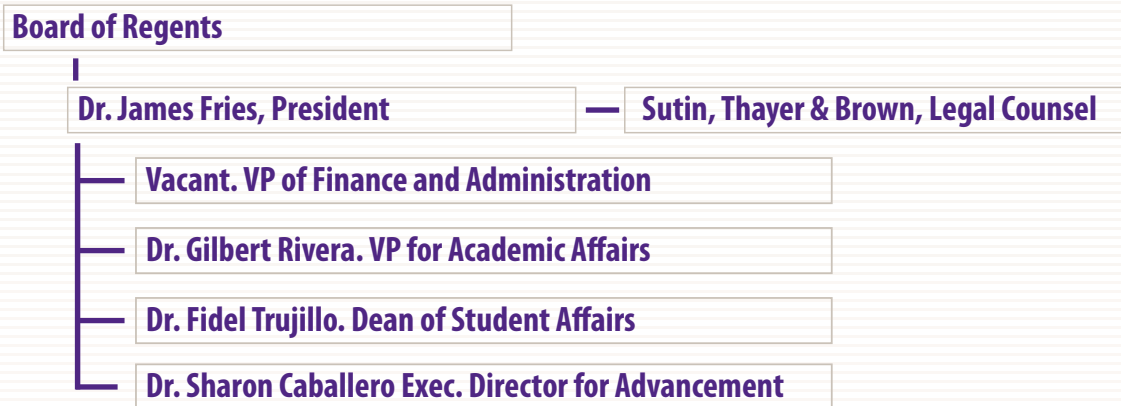 Board of Regents
Dr. James Fries, President
Sutin, Thayer & Brown, Legal Counsel
Vacant. VP of Finance and Administration
Dr. Gilbert Rivera. VP for Academic Affairs
Dr. Fidel Trujillo. Dean of Student Affairs
Dr. Sharon Caballero Exec. Director for Advancement